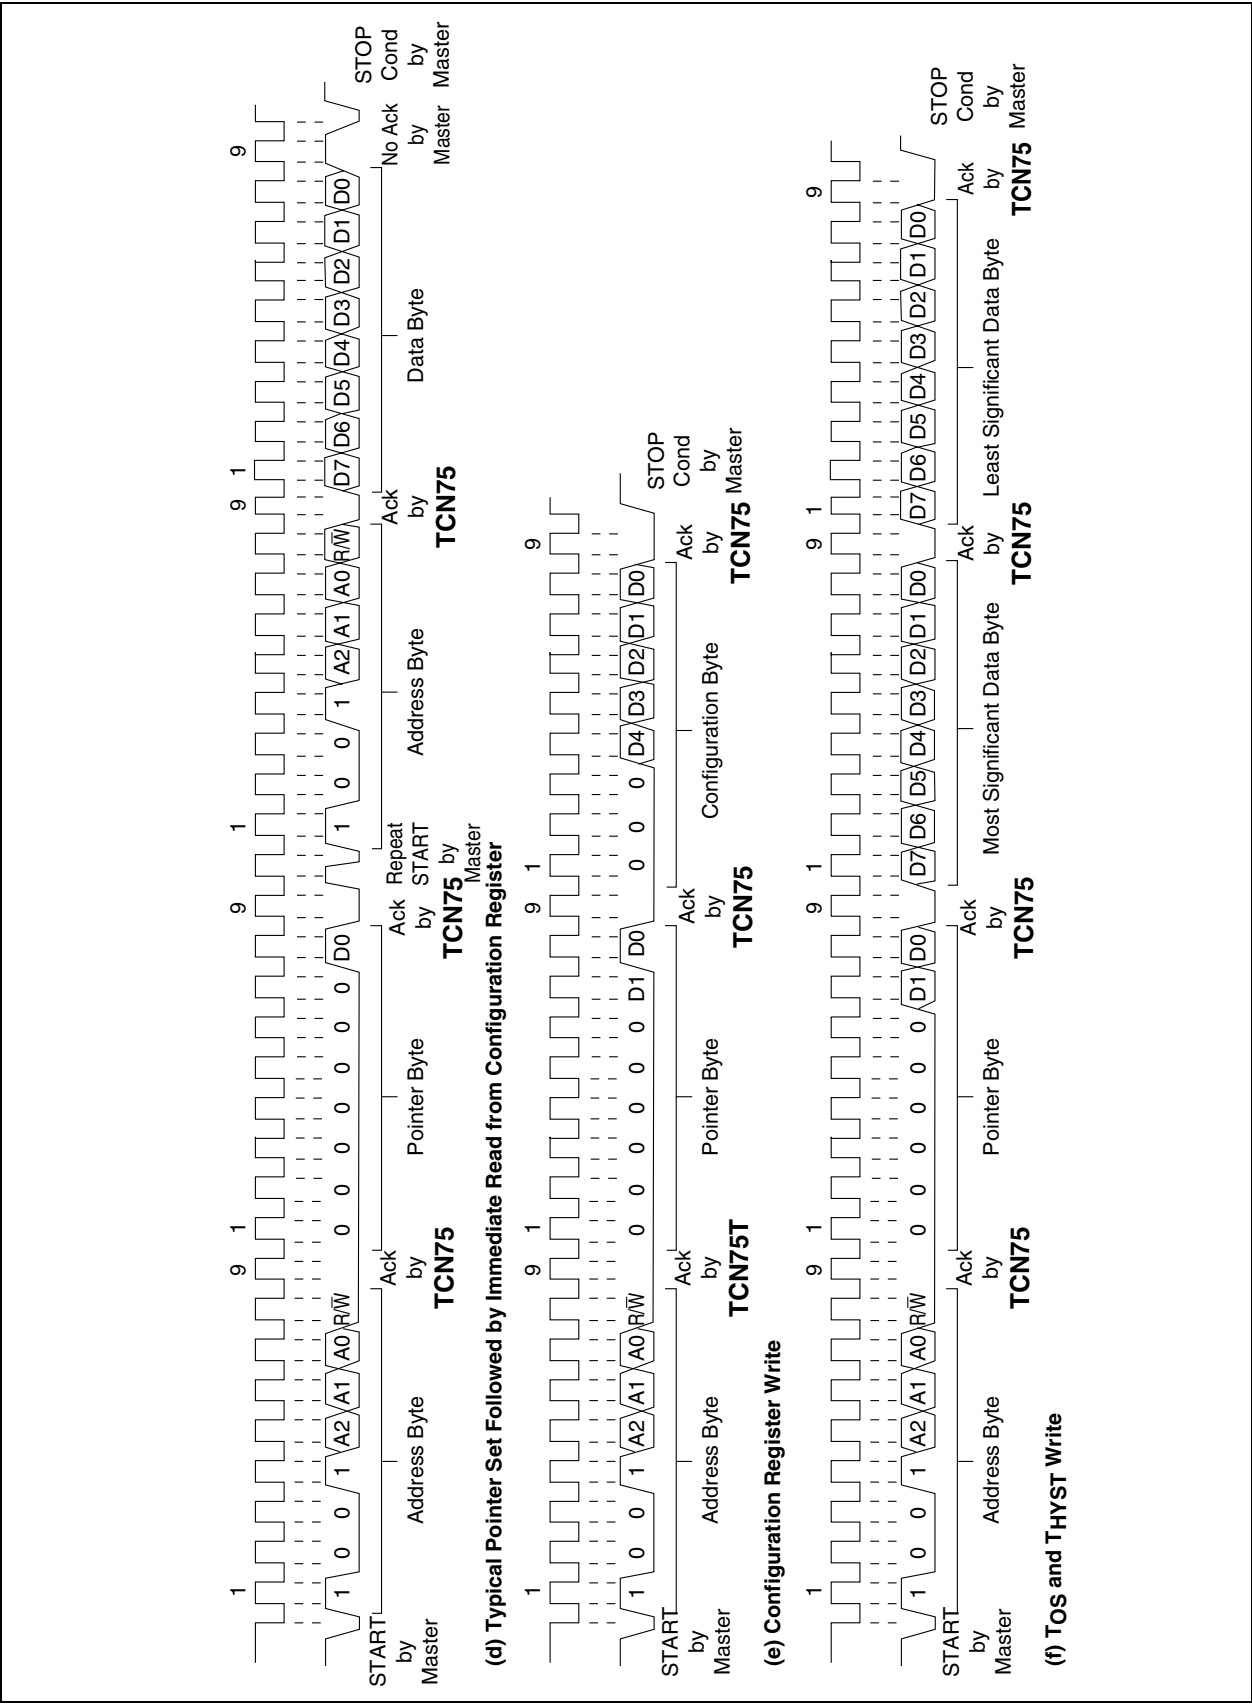 1 9 1 9 1 9 1 9
1 0 0 1 A2 A1 A0 R/W̅ 0 0 0 0 0 0 0 D0 1 0 0 1 A2 A1 A0 R/W̅ D7 D6 D5 D4 D3 D2 D1 D0
START
by
Master
Address Byte
Ack
by
TCN75
Pointer Byte
Ack
by
TCN75
Repeat
START
by
Master
Address Byte
Ack
by
TCN75
Data Byte
No Ack
by
Master
STOP
Cond
by
Master
(d) Typical Pointer Set Followed by Immediate Read from Configuration Register
1 9 1 9 1 9
1 0 0 1 A2 A1 A0 R/W̅ 0 0 0 0 0 0 D1 D0 0 0 0 D4 D3 D2 D1 D0
START
by
Master
Address Byte
Ack
by
TCN75T
Pointer Byte
Ack
by
TCN75
Configuration Byte
Ack
by
TCN75
STOP
Cond
by
Master
(e) Configuration Register Write
1 9 1 9 1 9 1 9
1 0 0 1 A2 A1 A0 R/W̅ 0 0 0 0 0 0 D1 D0 D7 D6 D5 D4 D3 D2 D1 D0 D7 D6 D5 D4 D3 D2 D1 D0
START
by
Master
Address Byte
Ack
by
TCN75
Pointer Byte
Ack
by
TCN75
Most Significant Data Byte
Ack
by
TCN75
Least Significant Data Byte
Ack
by
TCN75
STOP
Cond
by
Master
(f) TOS and THYST Write